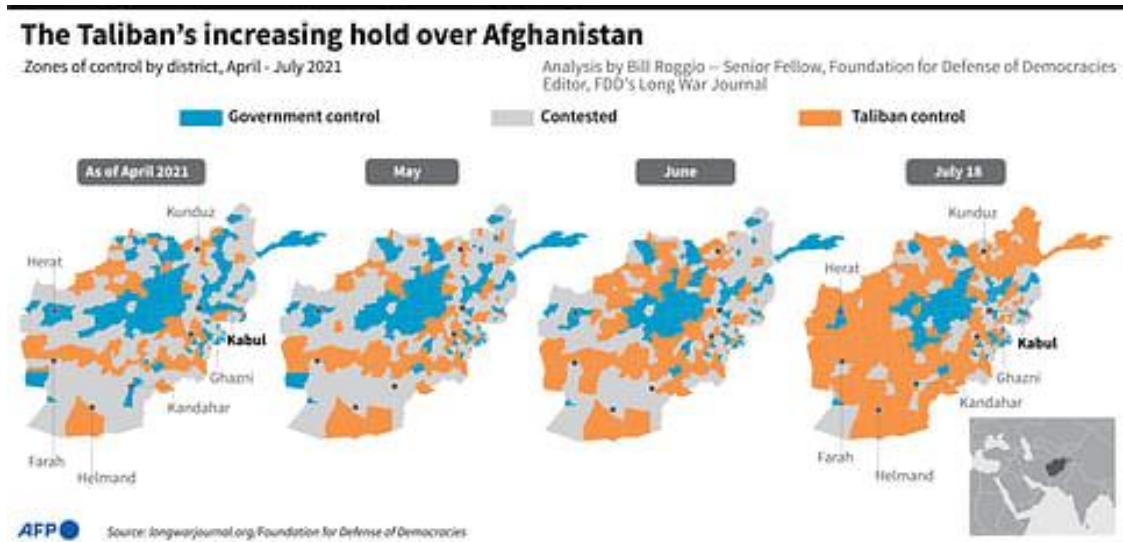 The Taliban's increasing hold over Afghanistan
Zones of control by district, April - July 2021
Analysis by Bill Roggio -- Senior Fellow, Foundation for Defense of Democracies
Editor, FDD's Long War Journal
Government control
Contested
Taliban control
As of April 2021
May
June
July 18
Kunduz
Herat
Kabul
Ghazni
Kandahar
Farah
Helmand
Kunduz
Herat
Kabul
Ghazni
Kandahar
Farah
Helmand
AFP
Source: longwarjournal.org/Foundation for Defense of Democracies